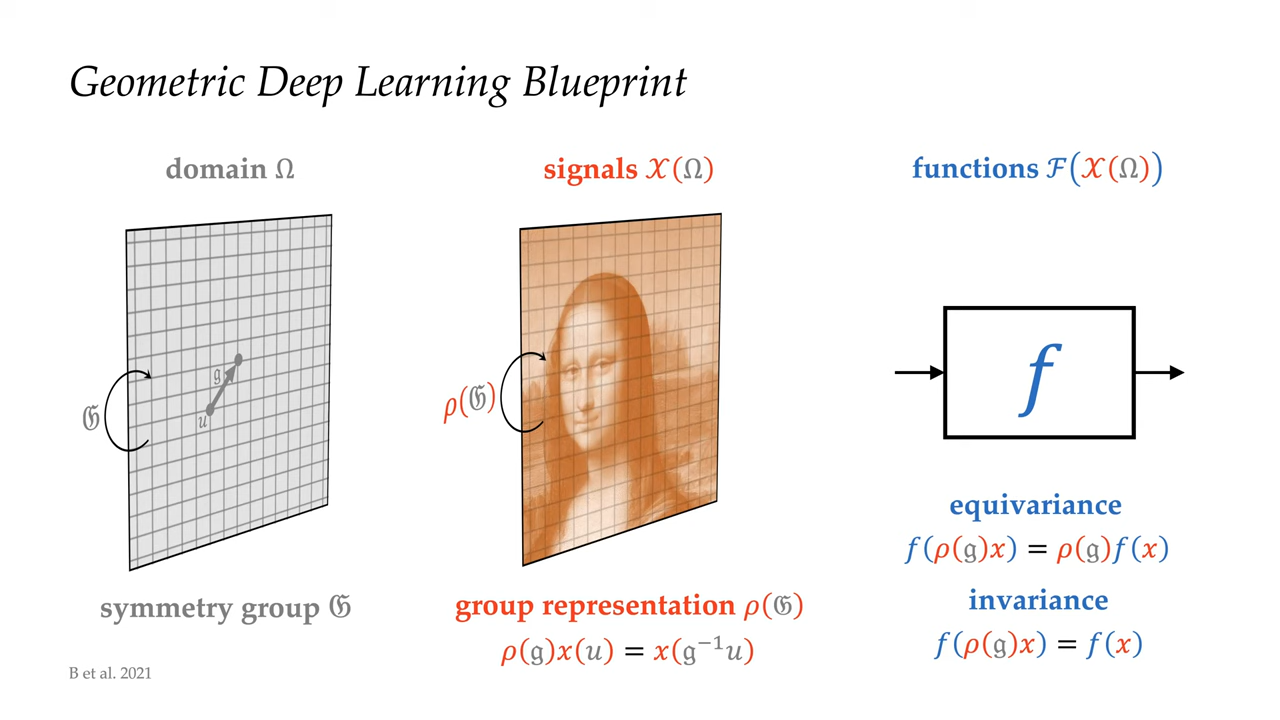 Geometric Deep Learning Blueprint
domain Ω
signals 𝒳(Ω)
functions ℱ(𝒳(Ω))
𝔊
𝔤
u
ρ(𝔊)
f
symmetry group 𝔊
group representation ρ(𝔊)
ρ(𝔤)x(u) = x(𝔤⁻¹u)
equivariance
f(ρ(𝔤)x) = ρ(𝔤)f(x)
invariance
f(ρ(𝔤)x) = f(x)
B et al. 2021